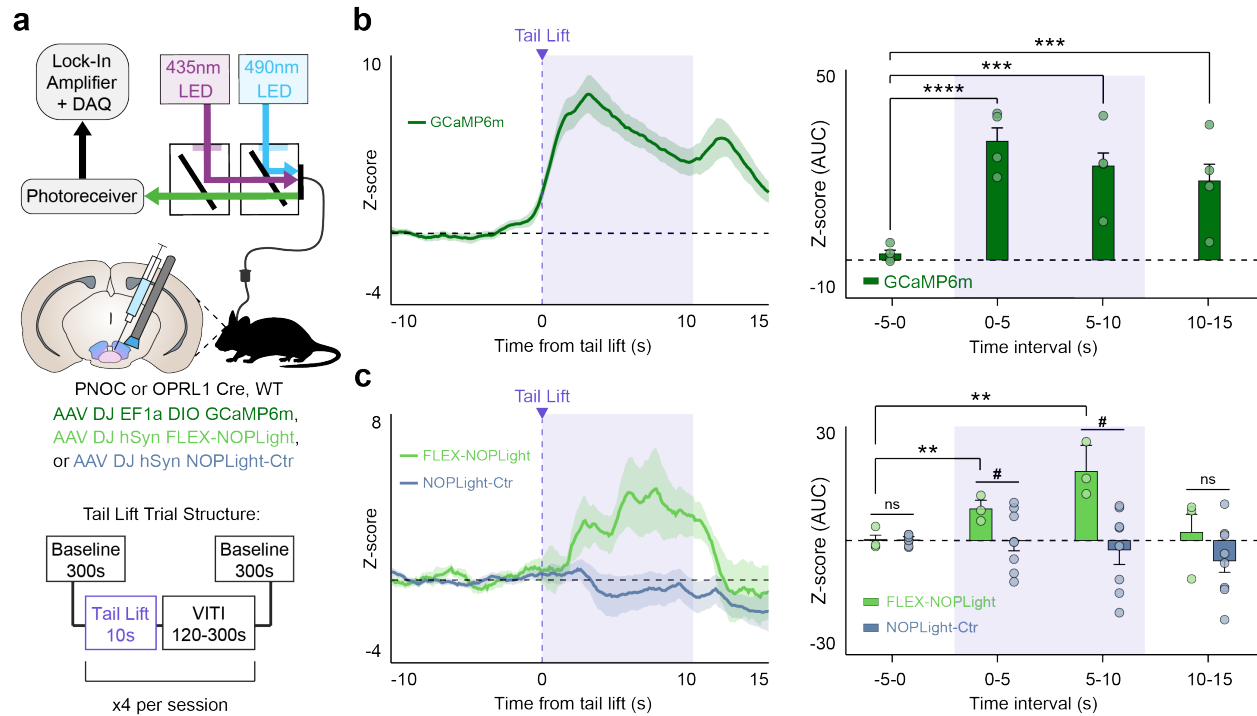 a
Lock-In
Amplifier
+ DAQ
435nm
LED
490nm
LED
Photoreceiver
PNOC or OPRL1 Cre, WT
AAV DJ EF1a DIO GCaMP6m,
AAV DJ hSyn FLEX-NOPLight,
or AAV DJ hSyn NOPLight-Ctr
Tail Lift Trial Structure:
Baseline
300s
Baseline
300s
Tail Lift
10s
VITI
120-300s
x4 per session
b
Tail Lift
10
Z-score
-4
GCaMP6m
-10
0
10
15
Time from tail lift (s)
50
Z-score (AUC)
-10
***
***
****
GCaMP6m
-5-0
0-5
5-10
10-15
Time interval (s)
c
Tail Lift
8
Z-score
-4
FLEX-NOPLight
NOPLight-Ctr
-10
0
10
15
Time from tail lift (s)
30
Z-score (AUC)
-30
**
**
#
#
ns
ns
FLEX-NOPLight
NOPLight-Ctr
-5-0
0-5
5-10
10-15
Time interval (s)